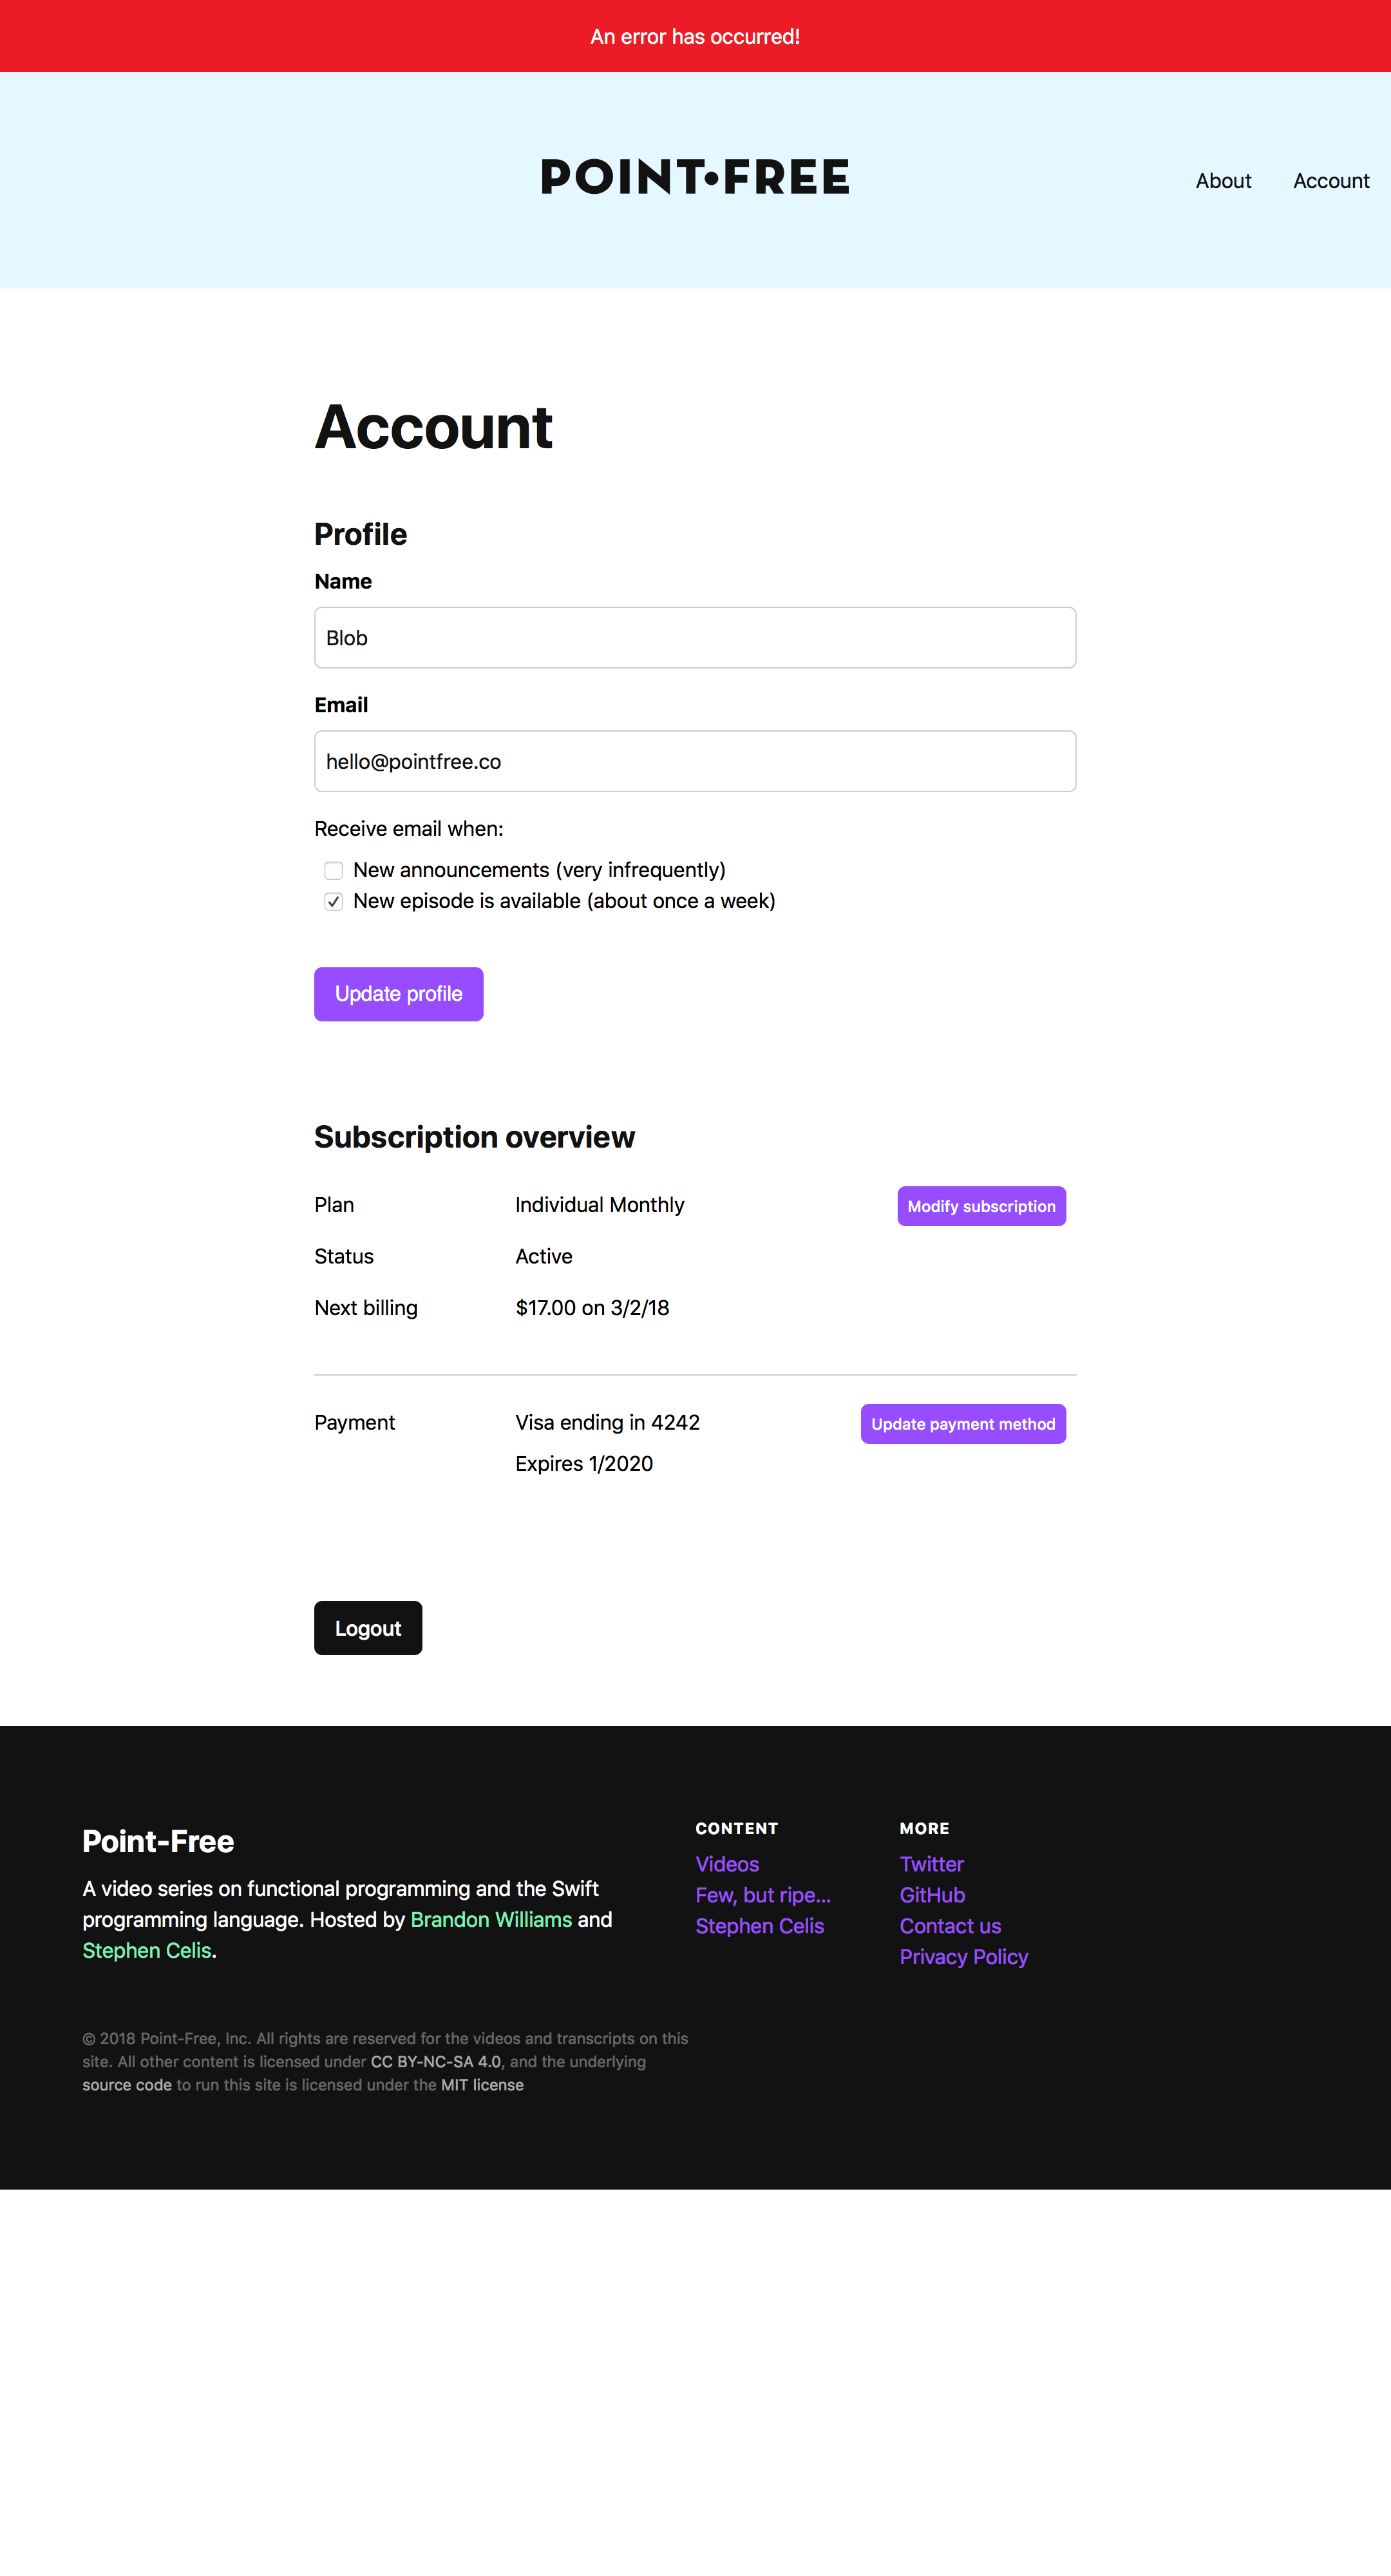 An error has occurred!
POINT•FREE
About Account
Account
Profile
Name
Blob
Email
hello@pointfree.co
Receive email when:
New announcements (very infrequently)
New episode is available (about once a week)
Update profile
Subscription overview
Plan Individual Monthly Modify subscription
Status Active
Next billing $17.00 on 3/2/18
Payment Visa ending in 4242 Update payment method
Expires 1/2020
Logout
Point-Free
A video series on functional programming and the Swift
programming language. Hosted by Brandon Williams and
Stephen Celis.
CONTENT
Videos
Few, but ripe...
Stephen Celis
MORE
Twitter
GitHub
Contact us
Privacy Policy
© 2018 Point-Free, Inc. All rights are reserved for the videos and transcripts on this
site. All other content is licensed under CC BY-NC-SA 4.0, and the underlying
source code to run this site is licensed under the MIT license